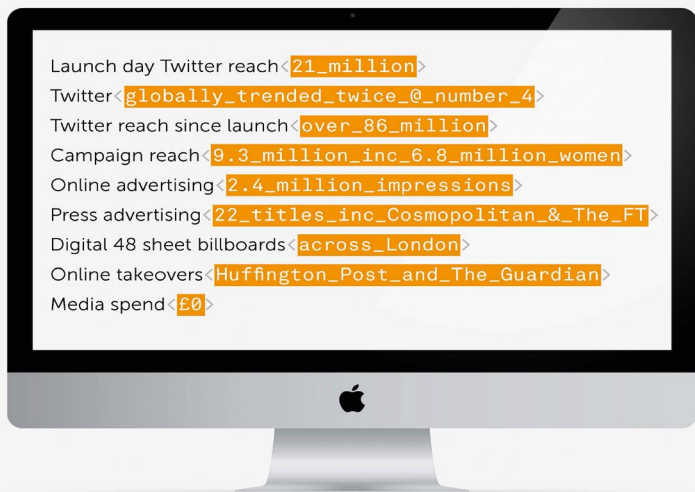 Launch day Twitter reach<21_million>
Twitter<globally_trended_twice_@_number_4>
Twitter reach since launch<over_86_million>
Campaign reach<9.3_million_inc_6.8_million_women>
Online advertising<2.4_million_impressions>
Press advertising<22_titles_inc_Cosmopolitan_&_The_FT>
Digital 48 sheet billboards<across_London>
Online takeovers<Huffington_Post_and_The_Guardian>
Media spend<£0>